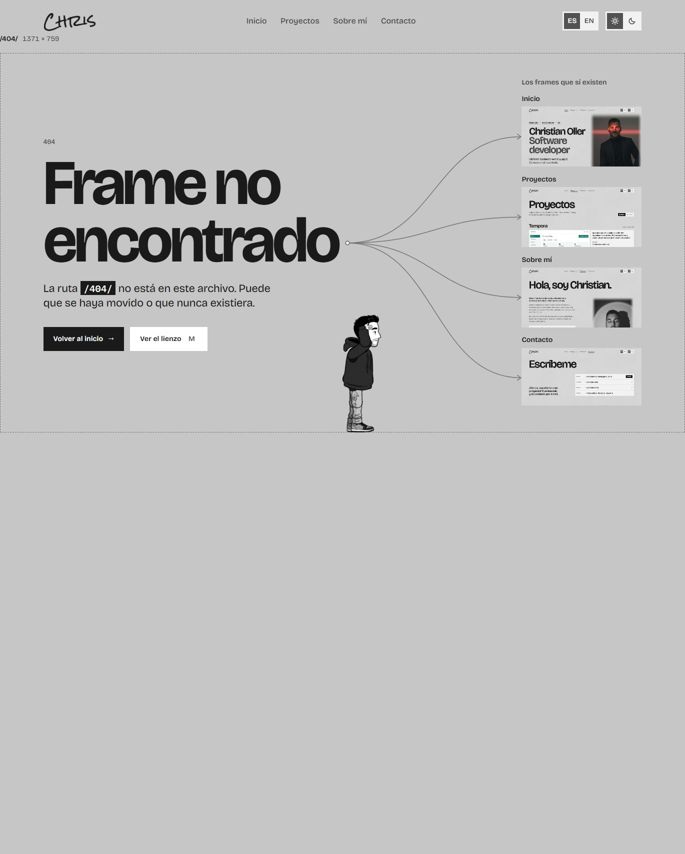 CHRIS
Inicio Proyectos Sobre mí Contacto
ES EN
/404/ 1371 × 759
404
Frame no
encontrado
La ruta /404/ no está en este archivo. Puede
que se haya movido o que nunca existiera.
Volver al inicio →
Ver el lienzo M
Los frames que sí existen
Inicio
Christian Oller
Software
developer
Proyectos
Proyectos
Tempora
Sobre mí
Hola, soy Christian.
Contacto
Escríbeme